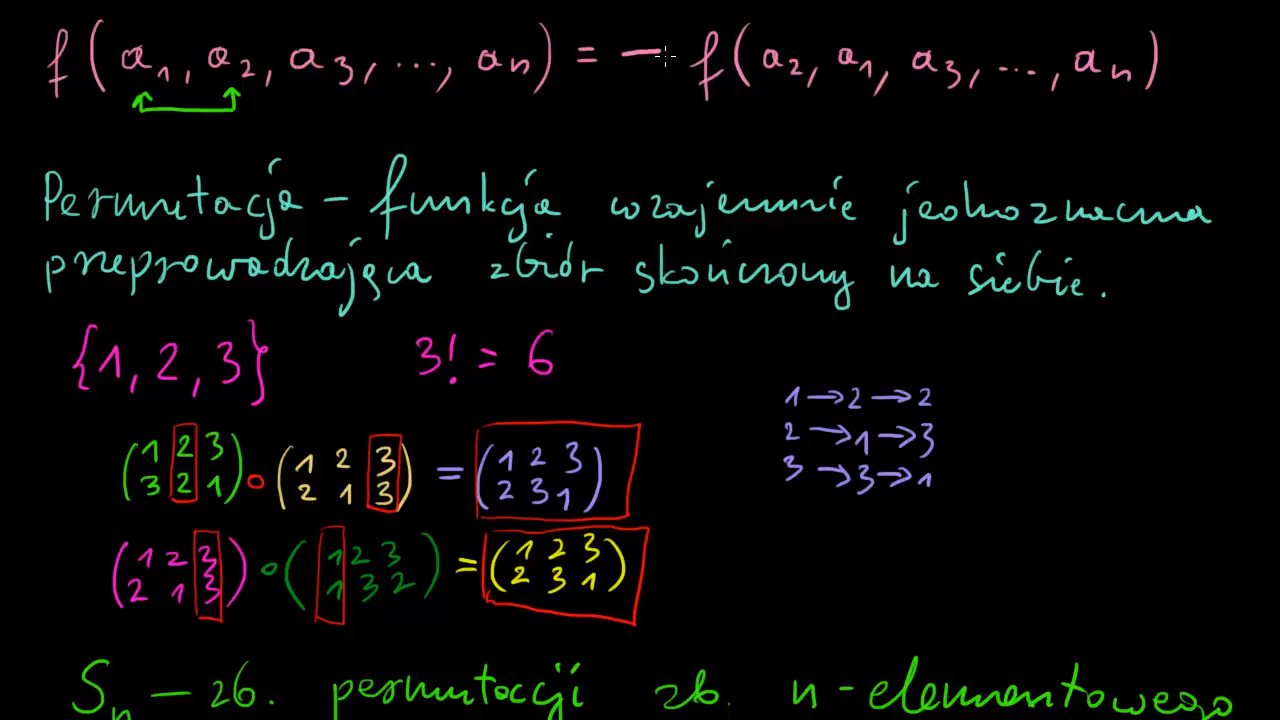 f(a₁, a₂, a₃, ..., aₙ) = − f(a₂, a₁, a₃, ..., aₙ)
Permutacja – funkcja wzajemnie jednoznaczna
przeprowadzająca zbiór skończony na siebie.
{1, 2, 3} 3! = 6
1 → 2 → 2
2 → 1 → 3
3 → 3 → 1
(1 2 3 / 3 2 1) ∘ (1 2 3 / 2 1 3) = (1 2 3 / 2 3 1)
(1 2 3 / 2 1 3) ∘ (1 2 3 / 1 3 2) = (1 2 3 / 2 3 1)
Sₙ – zb. permutacji zb. n-elementowego